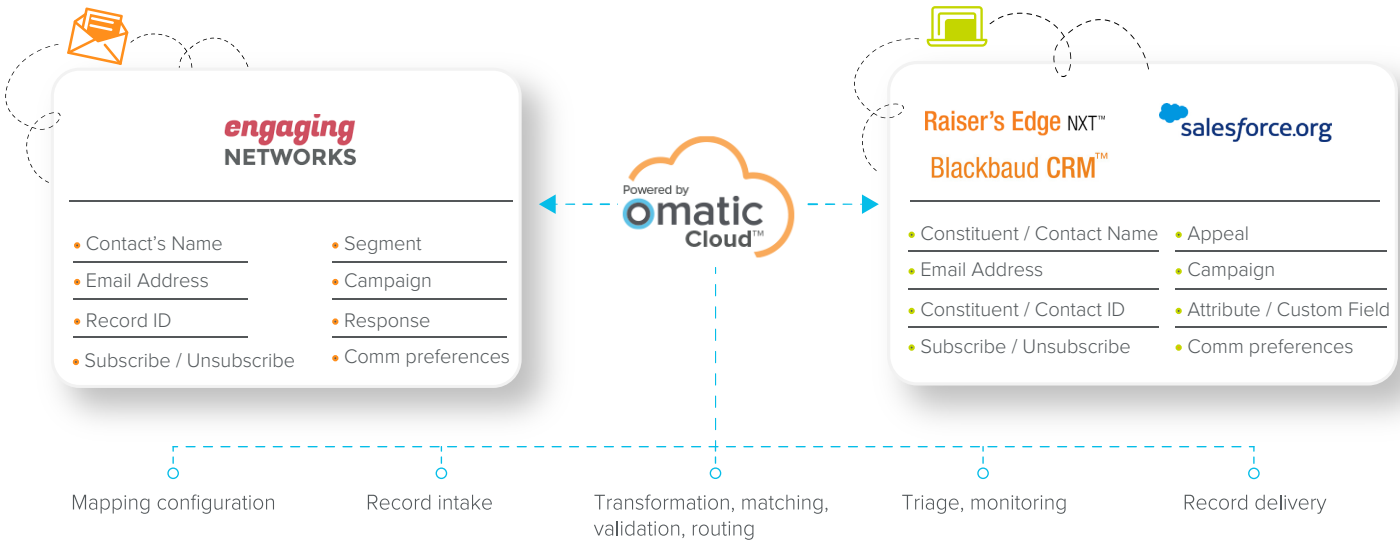 engaging
NETWORKS
• Contact's Name
• Email Address
• Record ID
• Subscribe / Unsubscribe
• Segment
• Campaign
• Response
• Comm preferences
Powered by
omatic
Cloud™
Raiser's Edge NXT™
Blackbaud CRM™
salesforce.org
• Constituent / Contact Name
• Email Address
• Constituent / Contact ID
• Subscribe / Unsubscribe
• Appeal
• Campaign
• Attribute / Custom Field
• Comm preferences
Mapping configuration
Record intake
Transformation, matching,
validation, routing
Triage, monitoring
Record delivery